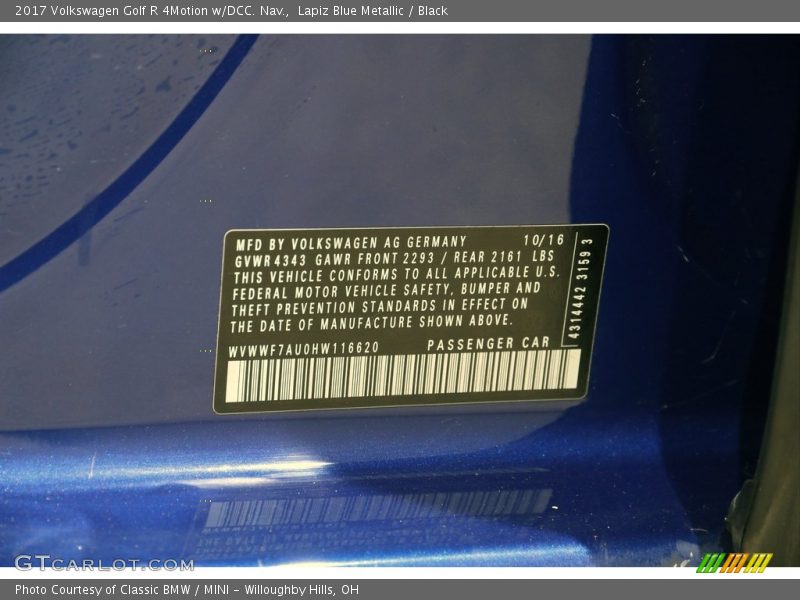 2017 Volkswagen Golf R 4Motion w/DCC. Nav., Lapiz Blue Metallic / Black
MFD BY VOLKSWAGEN AG GERMANY 10/16
GVWR 4343 GAWR FRONT 2293 / REAR 2161 LBS
THIS VEHICLE CONFORMS TO ALL APPLICABLE U.S.
FEDERAL MOTOR VEHICLE SAFETY, BUMPER AND
THEFT PREVENTION STANDARDS IN EFFECT ON
THE DATE OF MANUFACTURE SHOWN ABOVE.
WVWWF7AU0HW116620 PASSENGER CAR
4314442 3159 3
GTCARLOT.COM
Photo Courtesy of Classic BMW / MINI - Willoughby Hills, OH